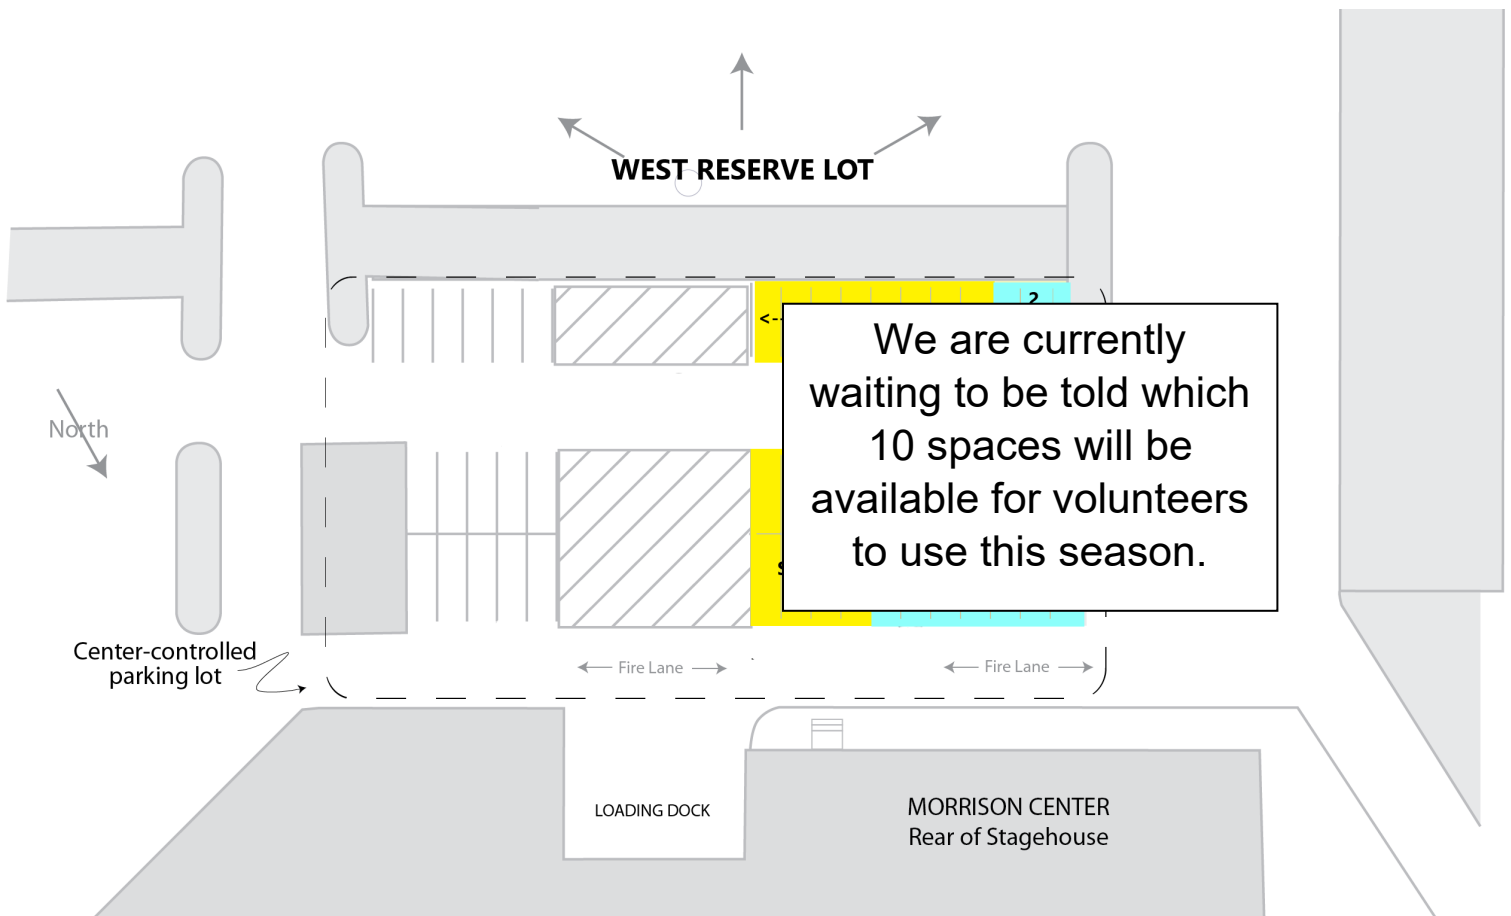 WEST RESERVE LOT
2
<-
We are currently
waiting to be told which
10 spaces will be
available for volunteers
to use this season.
North
Center-controlled
parking lot
Fire Lane
Fire Lane
LOADING DOCK
MORRISON CENTER
Rear of Stagehouse